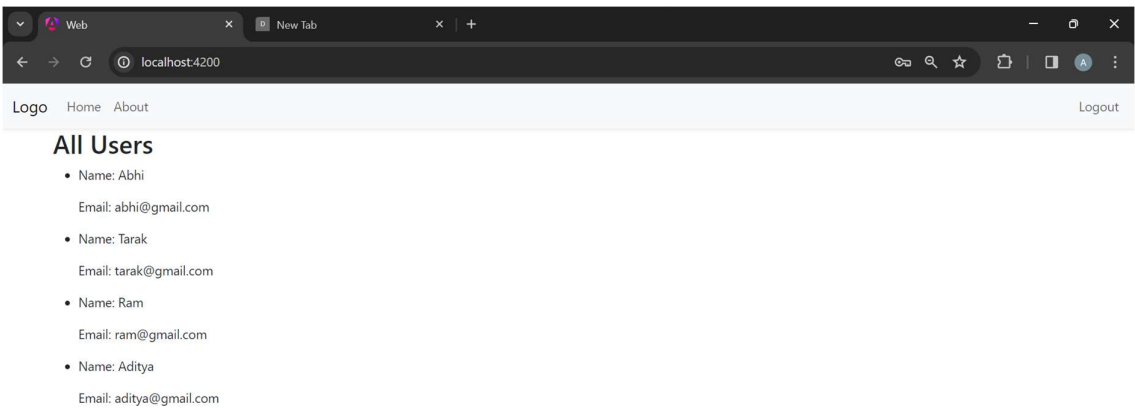 Web
New Tab
localhost:4200
A
Logo Home About Logout
All Users
Name: Abhi
Email: abhi@gmail.com
Name: Tarak
Email: tarak@gmail.com
Name: Ram
Email: ram@gmail.com
Name: Aditya
Email: aditya@gmail.com